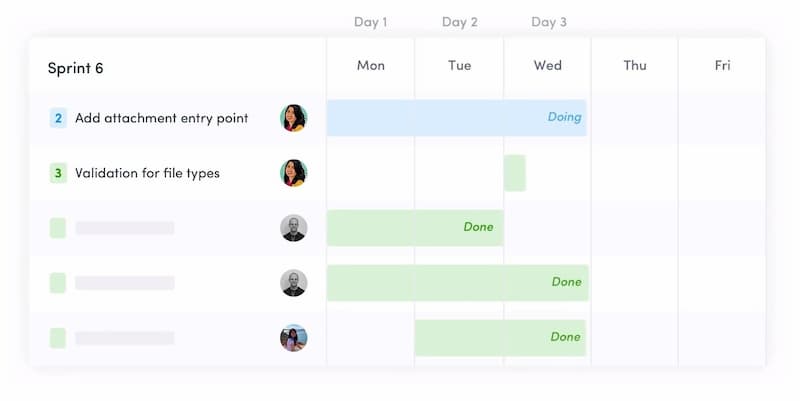 Day 1 Day 2 Day 3
Sprint 6 Mon Tue Wed Thu Fri
2 Add attachment entry point Doing
3 Validation for file types
Done
Done
Done